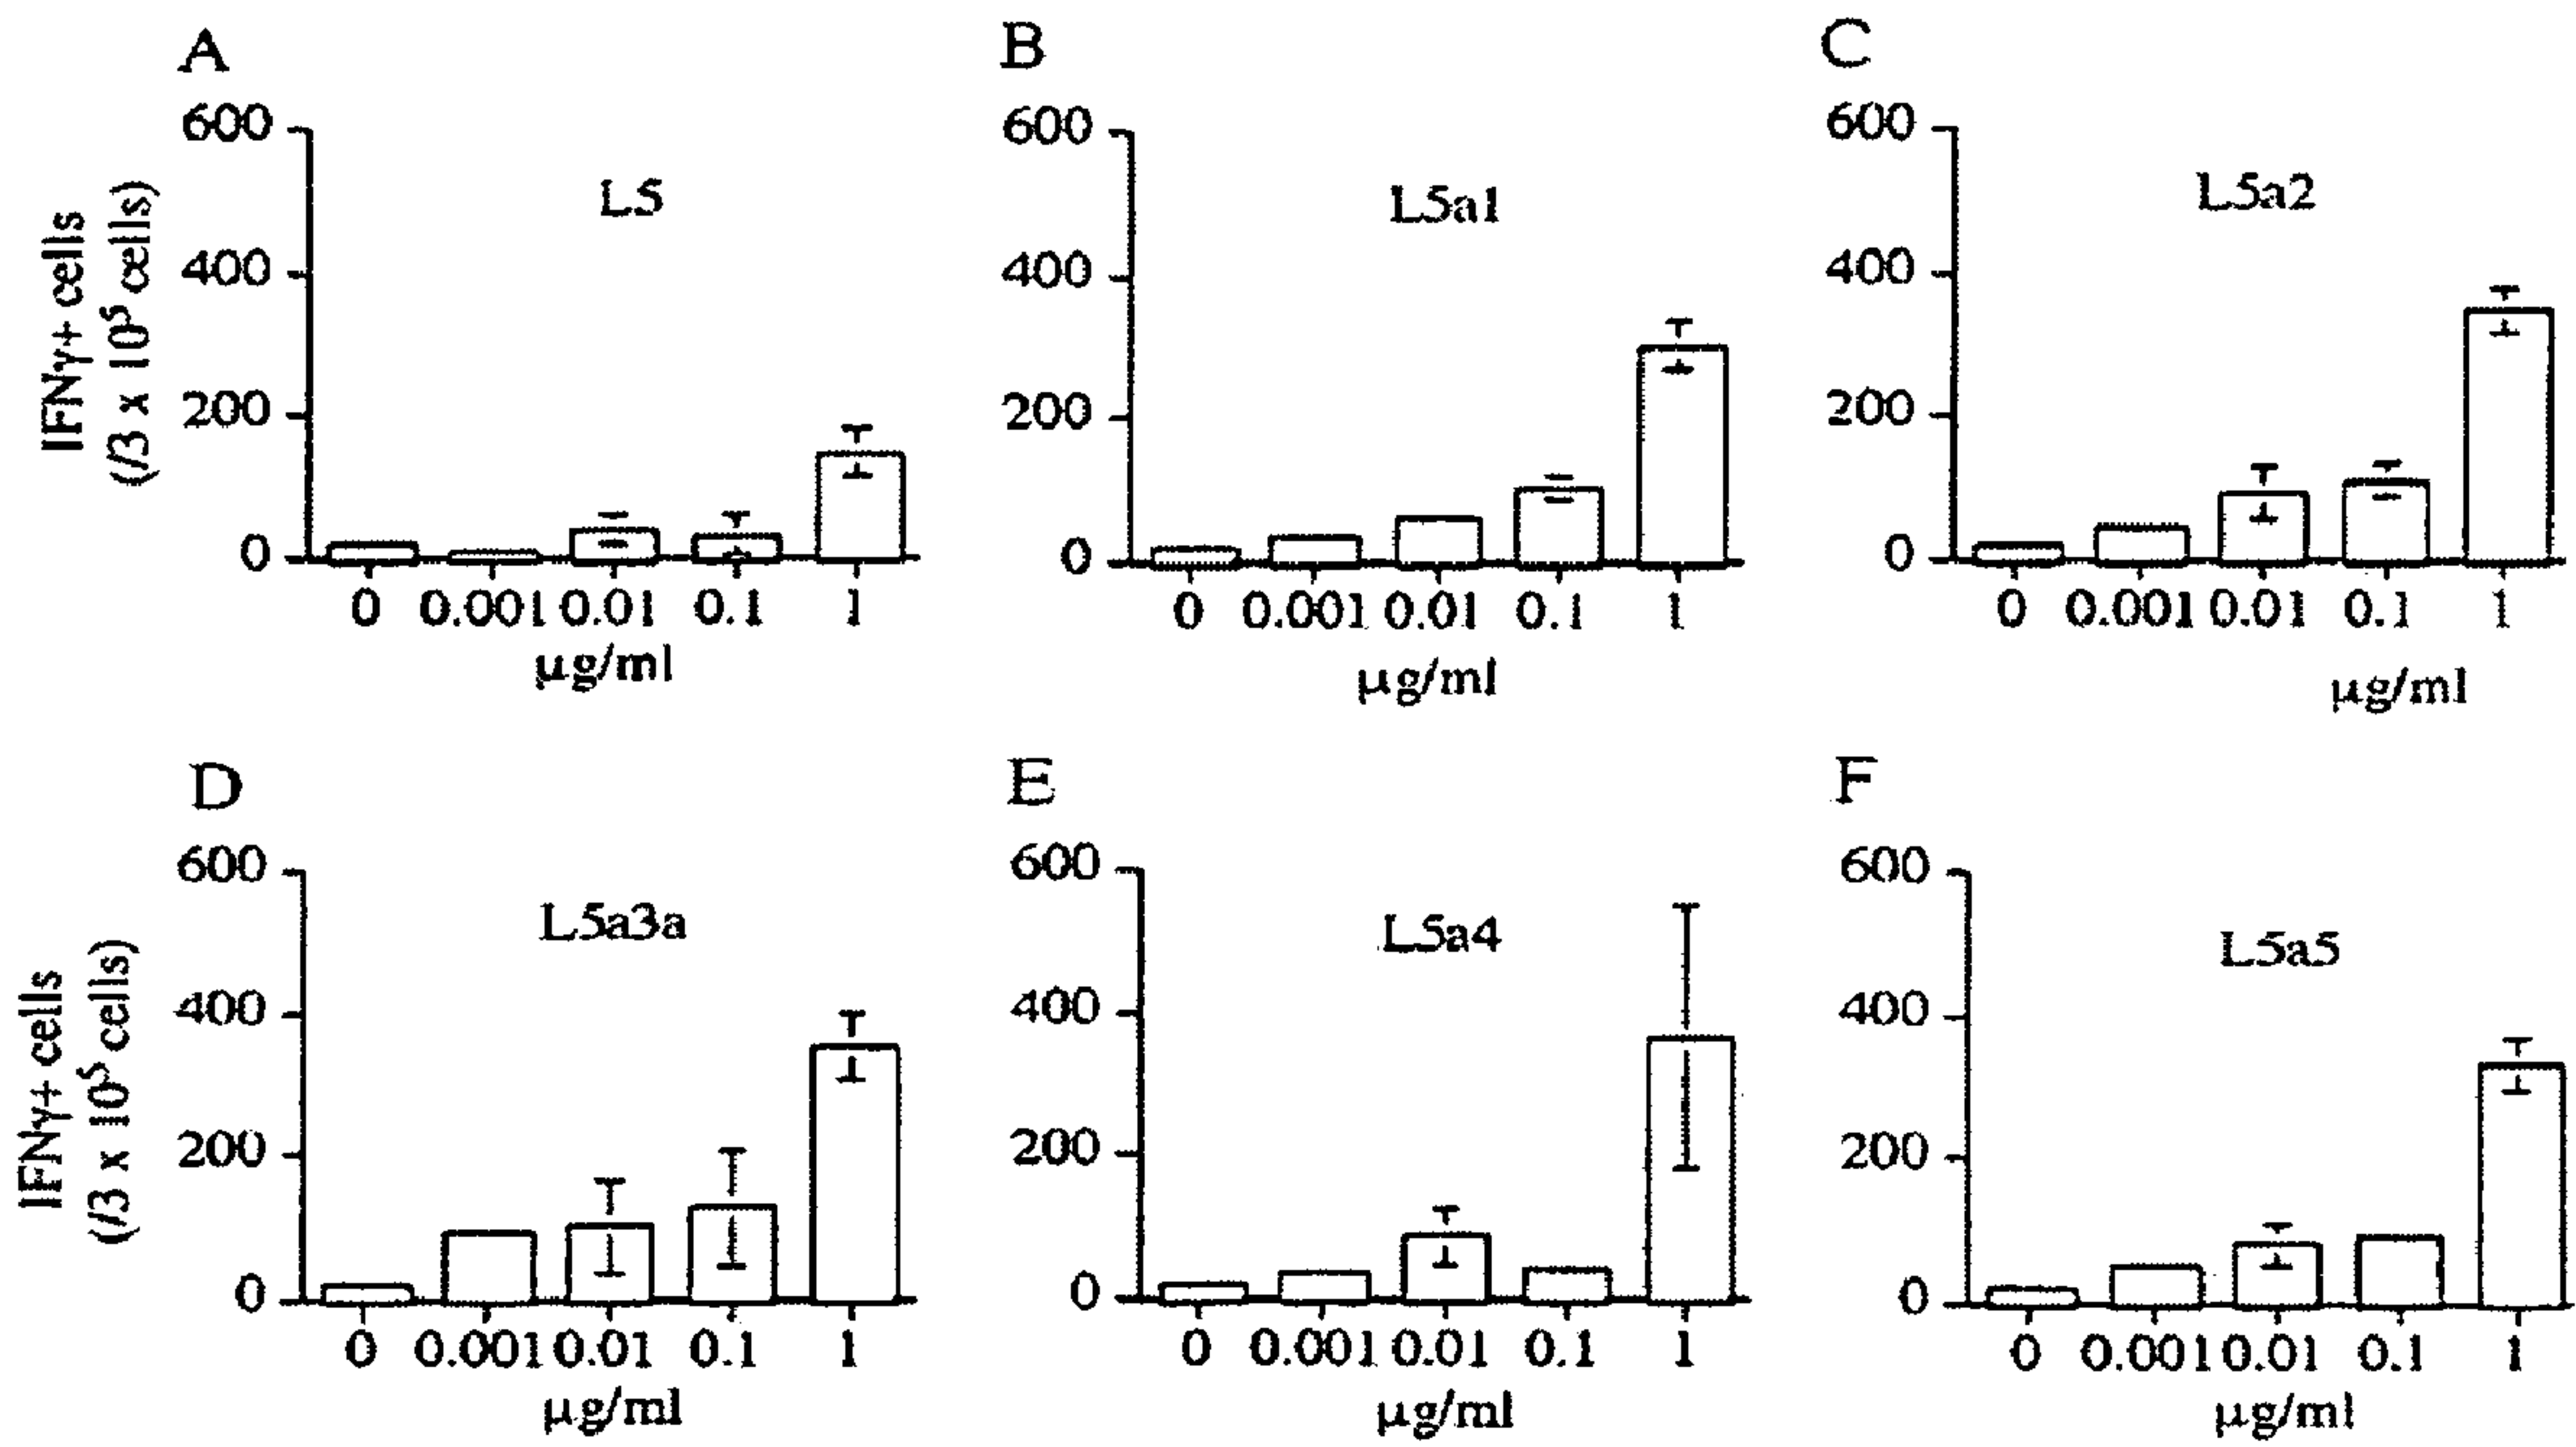 A
600
400
200
0
IFNγ+ cells
(/3 x 10⁵ cells)
L5
0 0.001 0.01 0.1 1
μg/ml
B
600
400
200
0
L5a1
0 0.001 0.01 0.1 1
μg/ml
C
600
400
200
0
L5a2
0 0.001 0.01 0.1 1
μg/ml
D
600
400
200
0
IFNγ+ cells
(/3 x 10⁵ cells)
L5a3a
0 0.001 0.01 0.1 1
μg/ml
E
600
400
200
0
L5a4
0 0.001 0.01 0.1 1
μg/ml
F
600
400
200
0
L5a5
0 0.001 0.01 0.1 1
μg/ml